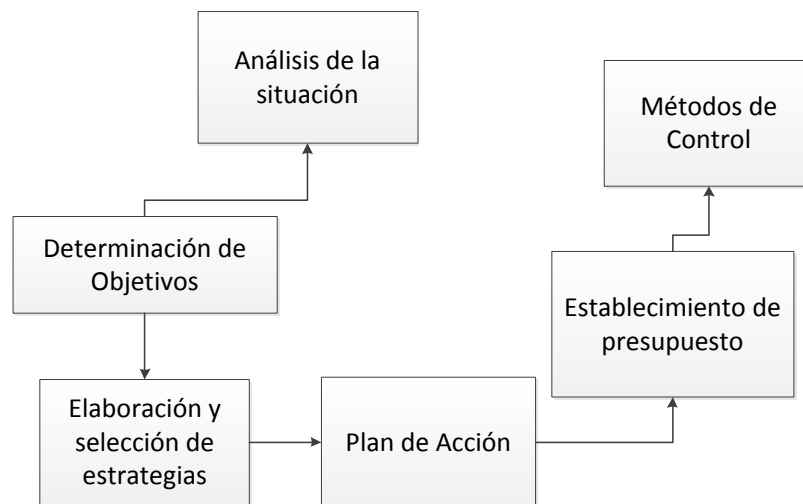 Análisis de la
situación
Métodos de
Control
Determinación de
Objetivos
Establecimiento de
presupuesto
Elaboración y
selección de
estrategias
Plan de Acción